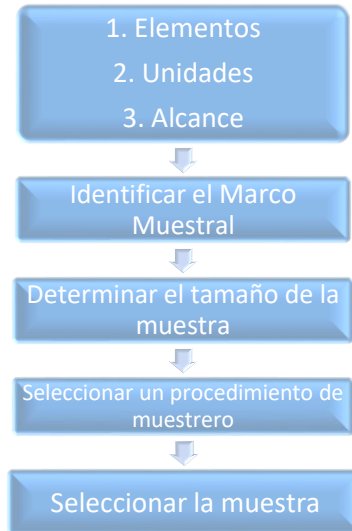 1. Elementos
2. Unidades
3. Alcance
Identificar el Marco
Muestral
Determinar el tamaño de la
muestra
Seleccionar un procedimiento de
muestrero
Seleccionar la muestra